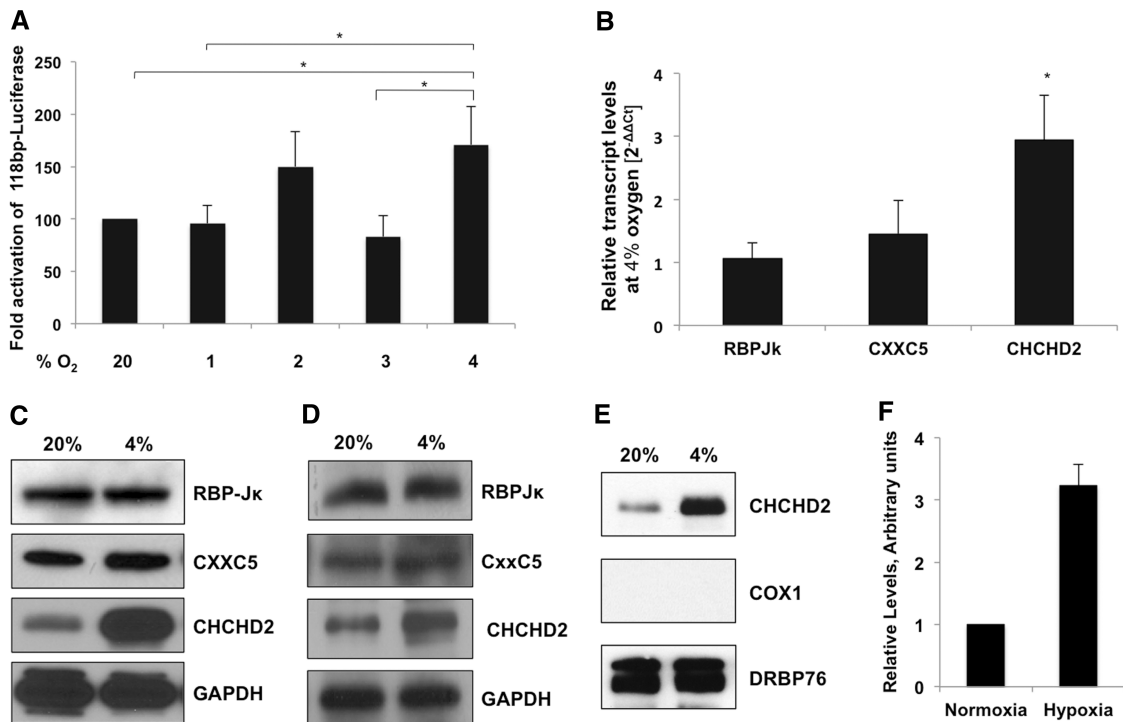 A
Fold activation of 118bp-Luciferase
250
200
150
100
50
0
*
*
*
% O2 20 1 2 3 4
B
Relative transcript levels
at 4% oxygen [2-ΔΔCt]
4
3
2
1
0
*
RBPJk CXXC5 CHCHD2
C
20% 4%
RBP-Jκ
CXXC5
CHCHD2
GAPDH
D
20% 4%
RBPJκ
CxxC5
CHCHD2
GAPDH
E
20% 4%
CHCHD2
COX1
DRBP76
F
Relative Levels, Arbitrary units
4
3
2
1
0
Normoxia Hypoxia